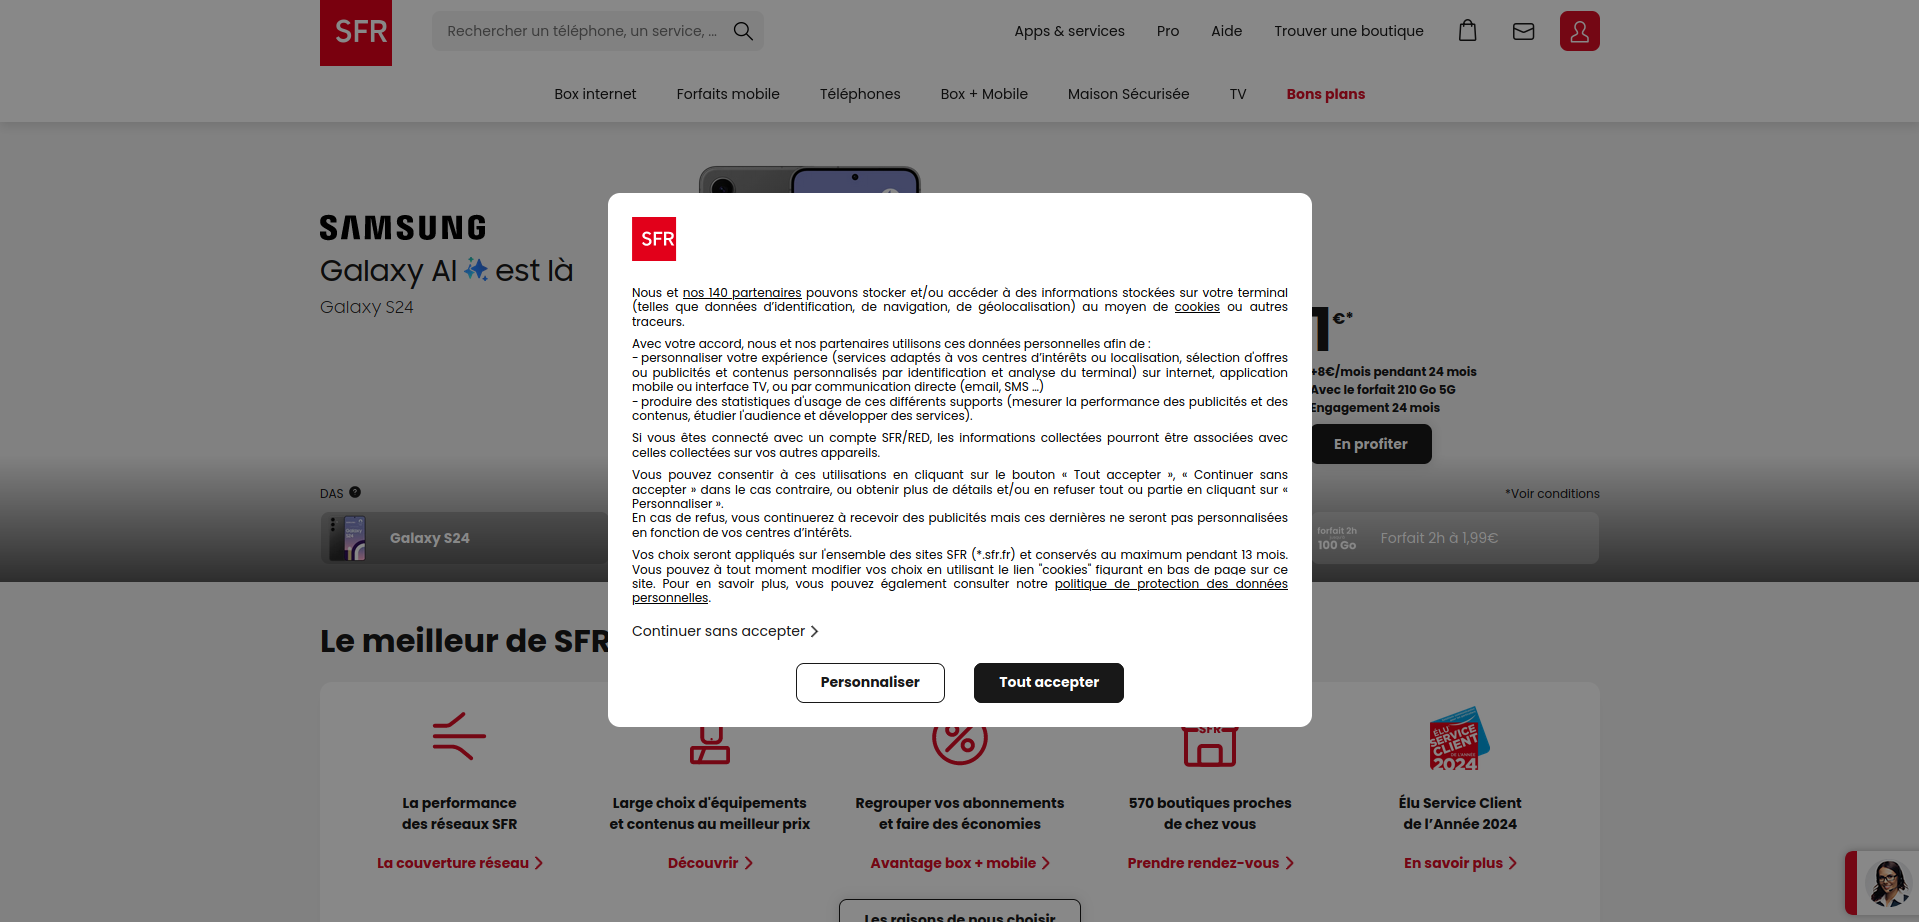 SFR
Rechercher un téléphone, un service, ...
Apps & services
Pro
Aide
Trouver une boutique
Box internet
Forfaits mobile
Téléphones
Box + Mobile
Maison Sécurisée
TV
Bons plans
SAMSUNG
Galaxy AI est là
Galaxy S24
1€*
+8€/mois pendant 24 mois
Avec le forfait 210 Go 5G
Engagement 24 mois
En profiter
DAS
*Voir conditions
Galaxy S24
forfait 2h
100 Go
Forfait 2h à 1,99€
SFR
Nous et nos 140 partenaires pouvons stocker et/ou accéder à des informations stockées sur votre terminal
(telles que données d’identification, de navigation, de géolocalisation) au moyen de cookies ou autres
traceurs.
Avec votre accord, nous et nos partenaires utilisons ces données personnelles afin de :
- personnaliser votre expérience (services adaptés à vos centres d’intérêts ou localisation, sélection d'offres
ou publicités et contenus personnalisés par identification et analyse du terminal) sur internet, application
mobile ou interface TV, ou par communication directe (email, SMS …)
- produire des statistiques d'usage de ces différents supports (mesurer la performance des publicités et des
contenus, étudier l'audience et développer des services).
Si vous êtes connecté avec un compte SFR/RED, les informations collectées pourront être associées avec
celles collectées sur vos autres appareils.
Vous pouvez consentir à ces utilisations en cliquant sur le bouton « Tout accepter », « Continuer sans
accepter » dans le cas contraire, ou obtenir plus de détails et/ou en refuser tout ou partie en cliquant sur «
Personnaliser ».
En cas de refus, vous continuerez à recevoir des publicités mais ces dernières ne seront pas personnalisées
en fonction de vos centres d’intérêts.
Vos choix seront appliqués sur l'ensemble des sites SFR (*.sfr.fr) et conservés au maximum pendant 13 mois.
Vous pouvez à tout moment modifier vos choix en utilisant le lien "cookies" figurant en bas de page sur ce
site. Pour en savoir plus, vous pouvez également consulter notre politique de protection des données
personnelles.
Continuer sans accepter
Personnaliser
Tout accepter
Le meilleur de SFR
SFR
ÉLU
SERVICE
CLIENT
DE L'ANNÉE
2024
La performance
des réseaux SFR
La couverture réseau
Large choix d'équipements
et contenus au meilleur prix
Découvrir
Regrouper vos abonnements
et faire des économies
Avantage box + mobile
570 boutiques proches
de chez vous
Prendre rendez-vous
Élu Service Client
de l’Année 2024
En savoir plus
Les raisons de nous choisir